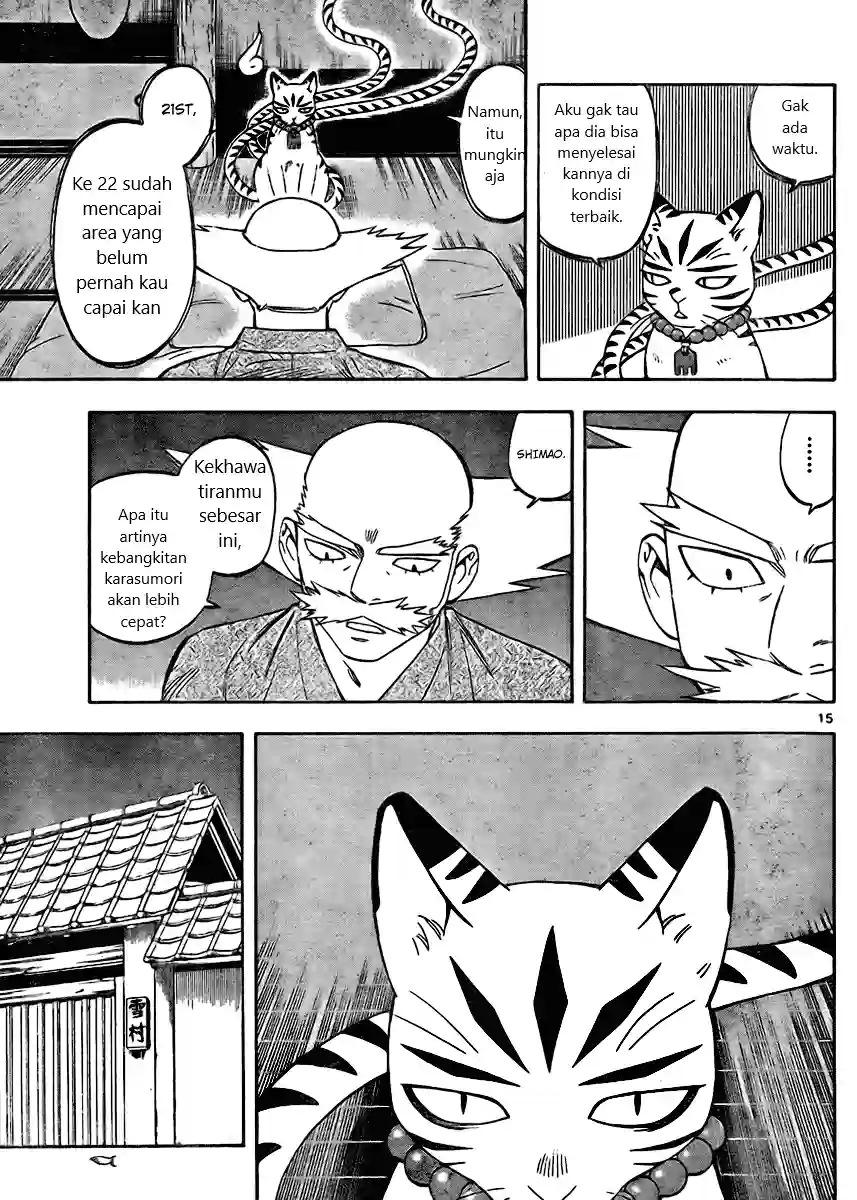 Gak
ada
waktu.
Aku gak tau
apa dia bisa
menyelesai
kannya di
kondisi
terbaik.
Namun,
itu
mungkin
aja
21ST,
Ke 22 sudah
mencapai
area yang
belum
pernah kau
capai kan
........
SHIMAO.
Kekhawa
tiranmu
sebesar
ini,
Apa itu
artinya
kebangkitan
karasumori
akan lebih
cepat?
15
雪村